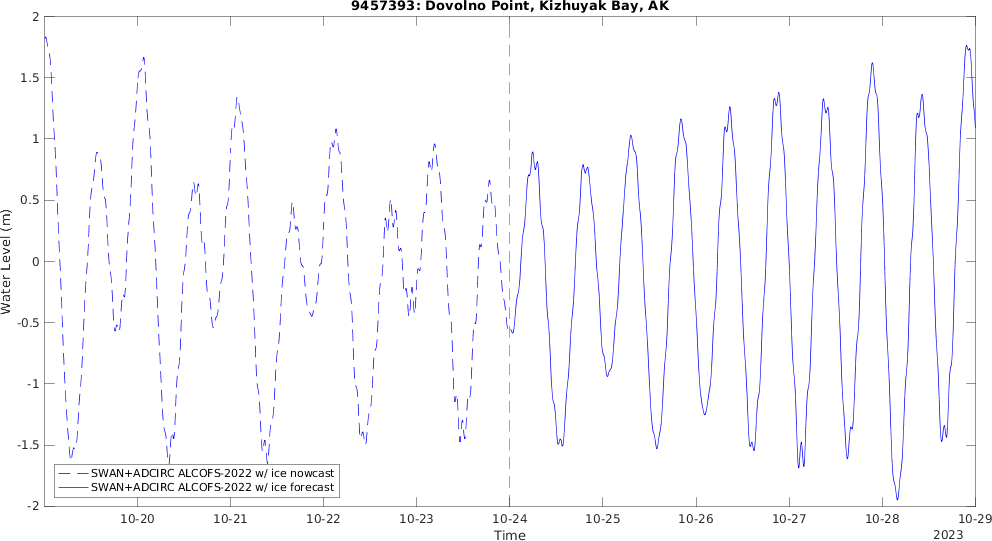 9457393: Dovolno Point, Kizhuyak Bay, AK
Water Level (m)
2
1.5
1
0.5
0
-0.5
-1
-1.5
-2
SWAN+ADCIRC ALCOFS-2022 w/ ice nowcast
SWAN+ADCIRC ALCOFS-2022 w/ ice forecast
10-20 10-21 10-22 10-23 10-24 10-25 10-26 10-27 10-28 10-29
Time
2023